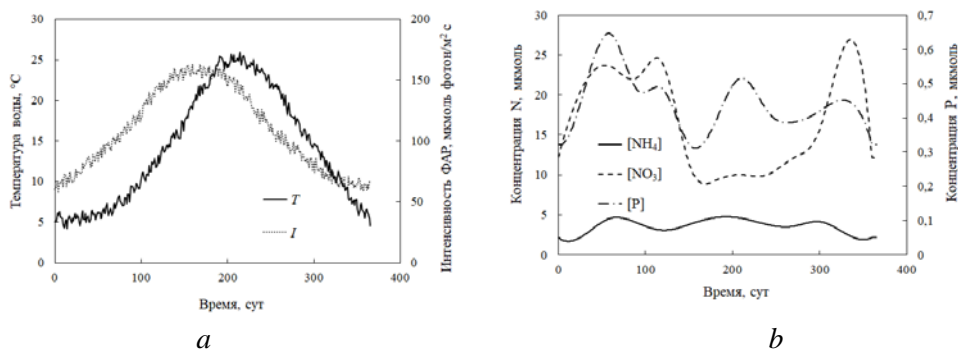 30
25
20
15
10
5
0
Температура воды, °C
200
150
100
50
0
Интенсивность ФАР, мкмоль фотон/м² с
T
I
0 100 200 300 400
Время, сут
a
30
25
20
15
10
5
0
Концентрация N, мкмоль
0,7
0,6
0,5
0,4
0,3
0,2
0,1
0
Концентрация P, мкмоль
[NH₄]
[NO₃]
[P]
0 100 200 300 400
Время, сут
b